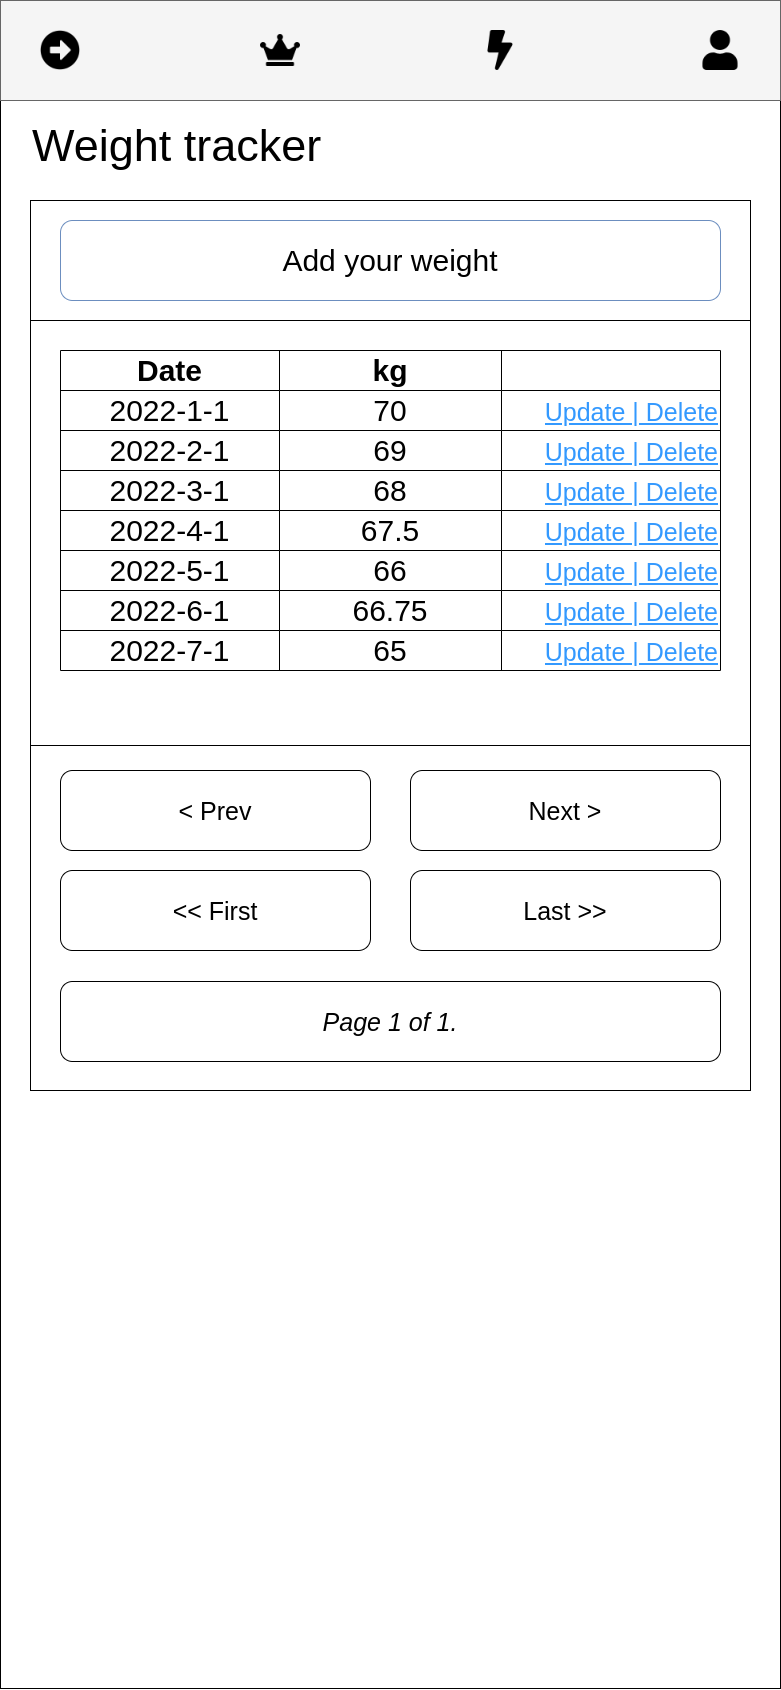 Weight tracker
Add your weight
Date kg
2022-1-1 70 Update | Delete
2022-2-1 69 Update | Delete
2022-3-1 68 Update | Delete
2022-4-1 67.5 Update | Delete
2022-5-1 66 Update | Delete
2022-6-1 66.75 Update | Delete
2022-7-1 65 Update | Delete
< Prev Next >
<< First Last >>
Page 1 of 1.